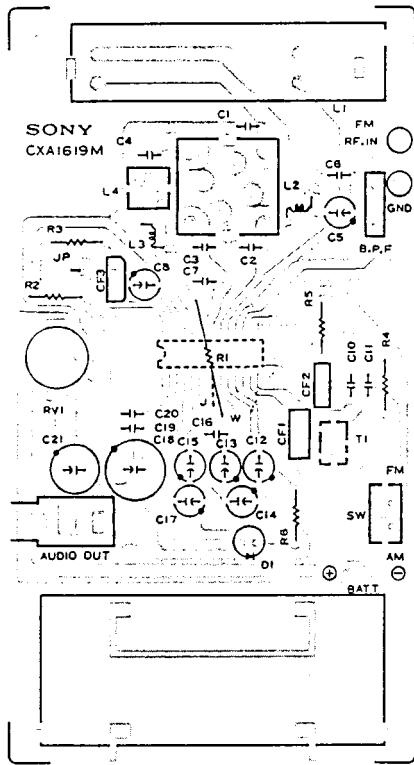 L1
SONY
CXA1619M
C1
FM
RF.IN
C4
C6
L4
L2
GND
R3
L3
C5
B.P.F
JP
C3
C2
CF3
C8
C7
R2
R5
R4
R1
C10
C11
CF2
RV1
J
W
C20
C16
CF1
T1
C19
C21
C18
C15
C13
C12
FM
SW
C17
C14
R6
AUDIO OUT
D1
AM
⊕
⊖
BATT